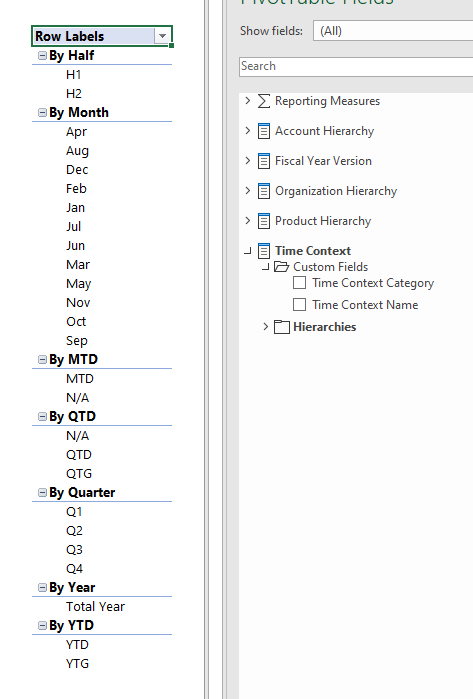 Row Labels
By Half
H1
H2
By Month
Apr
Aug
Dec
Feb
Jan
Jul
Jun
Mar
May
Nov
Oct
Sep
By MTD
MTD
N/A
By QTD
N/A
QTD
QTG
By Quarter
Q1
Q2
Q3
Q4
By Year
Total Year
By YTD
YTD
YTG
PivotTable Fields
Show fields: (All)
Search
Reporting Measures
Account Hierarchy
Fiscal Year Version
Organization Hierarchy
Product Hierarchy
Time Context
Custom Fields
Time Context Category
Time Context Name
Hierarchies